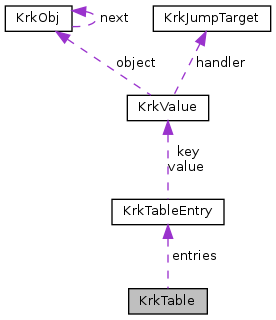 KrkObj
next
KrkJumpTarget
object
handler
KrkValue
key
value
KrkTableEntry
entries
KrkTable